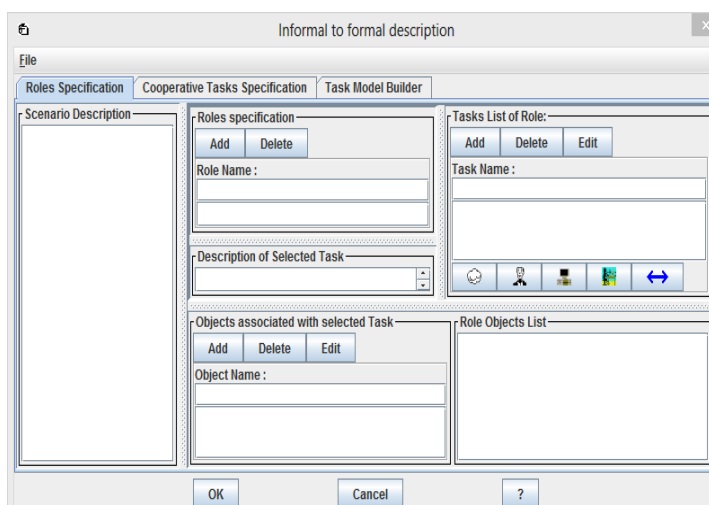 Informal to formal description
x
File
Roles Specification
Cooperative Tasks Specification
Task Model Builder
Scenario Description
Roles specification
Add
Delete
Role Name :
Tasks List of Role:
Add
Delete
Edit
Task Name :
Description of Selected Task
Objects associated with selected Task
Add
Delete
Edit
Object Name :
Role Objects List
OK
Cancel
?